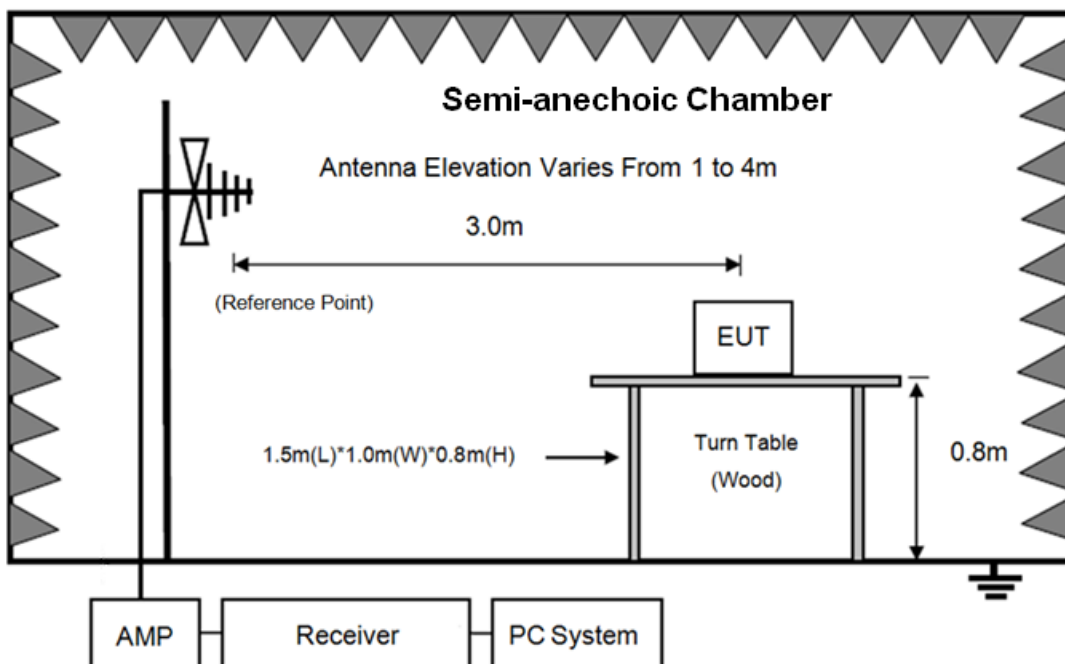 Semi-anechoic Chamber
Antenna Elevation Varies From 1 to 4m
3.0m
(Reference Point)
EUT
1.5m(L)*1.0m(W)*0.8m(H)
Turn Table
(Wood)
0.8m
AMP
Receiver
PC System